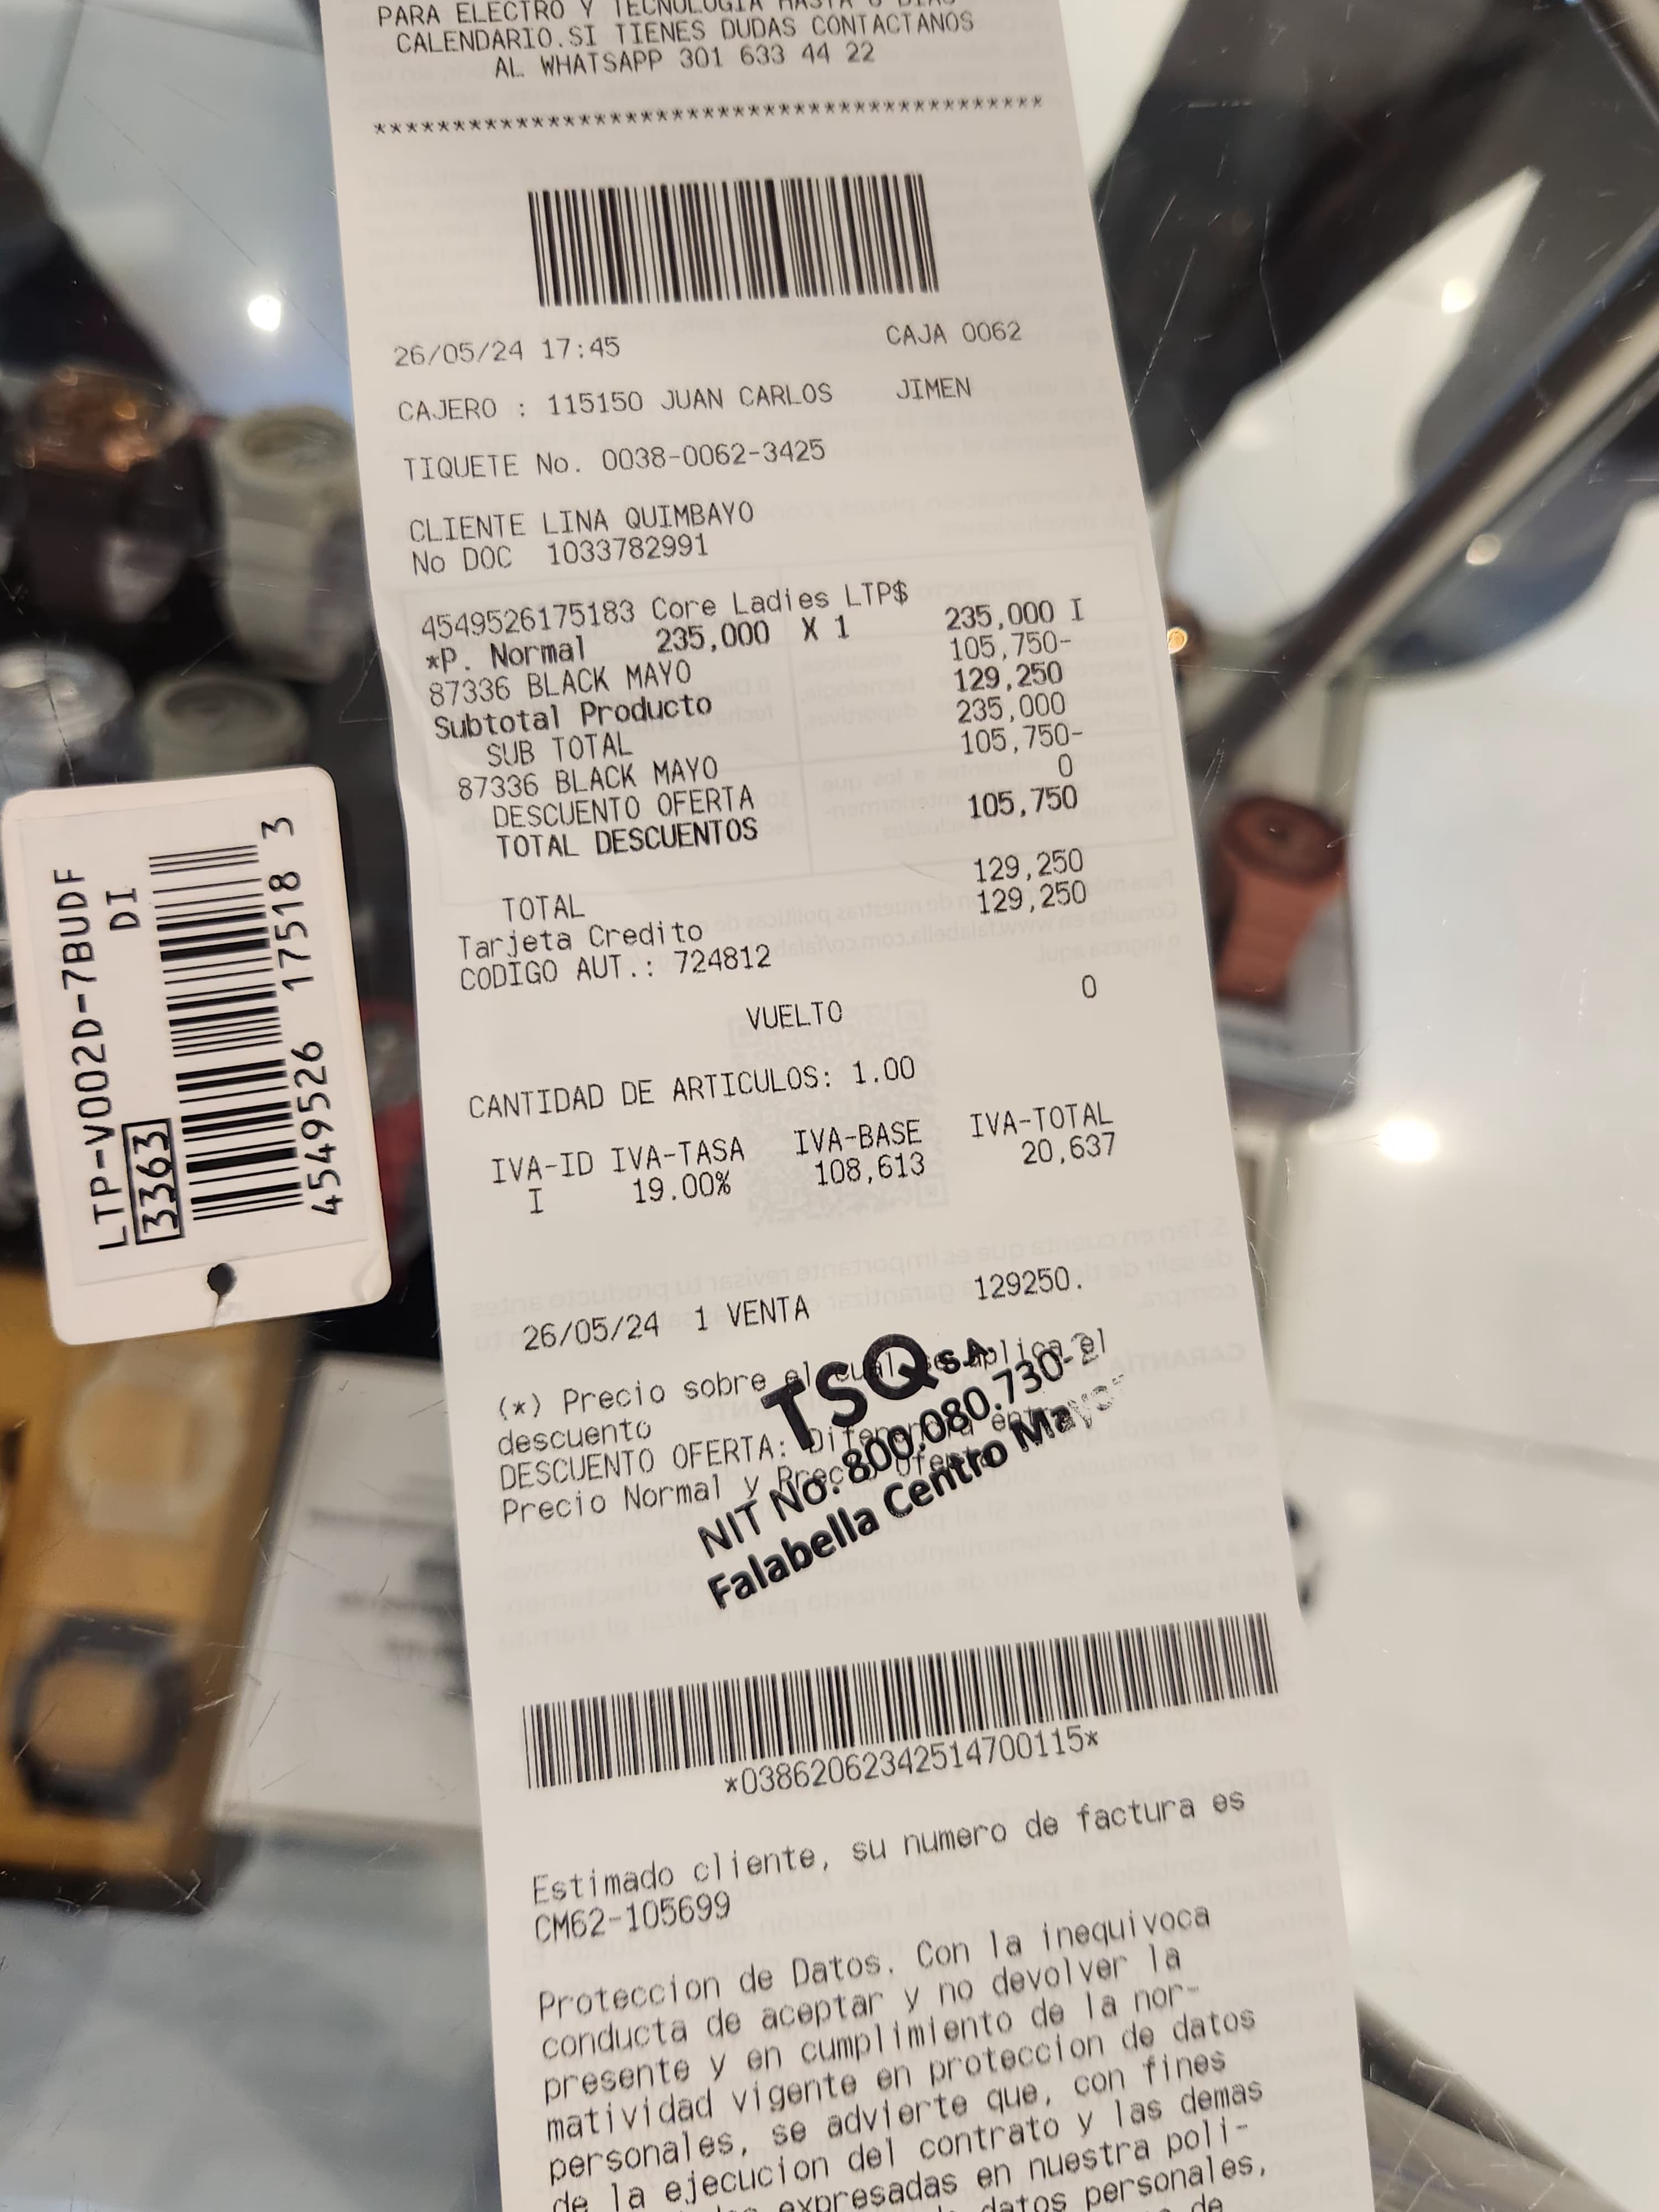 PARA ELECTRO Y TECNOLOGIA HASTA 8 DIAS
CALENDARIO.SI TIENES DUDAS CONTACTANOS
AL WHATSAPP 301 633 44 22
******************************************
26/05/24 17:45 CAJA 0062
CAJERO : 115150 JUAN CARLOS JIMEN
TIQUETE No. 0038-0062-3425
CLIENTE LINA QUIMBAYO
No DOC 1033782991
4549526175183 Core Ladies LTP$ 235,000 I
*P. Normal 235,000 X 1
87336 BLACK MAYO 105,750-
Subtotal Producto 129,250
SUB TOTAL 235,000
87336 BLACK MAYO 105,750-
DESCUENTO OFERTA 0
TOTAL DESCUENTOS 105,750
TOTAL 129,250
Tarjeta Credito 129,250
CODIGO AUT.: 724812
VUELTO 0
CANTIDAD DE ARTICULOS: 1.00
IVA-ID IVA-TASA IVA-BASE IVA-TOTAL
I 19.00% 108,613 20,637
26/05/24 1 VENTA 129250.
(*) Precio sobre el cual se aplica el
descuento
DESCUENTO OFERTA: Diferencia entre
Precio Normal y Precio Oferta
TSQ S.A.
NIT No. 800.080.730-2
Falabella Centro Mayor
*03862062342514700115*
Estimado cliente, su numero de factura es
CM62-105699
Proteccion de Datos. Con la inequivoca
conducta de aceptar y no devolver la
presente y en cumplimiento de la nor-
matividad vigente en proteccion de datos
personales, se advierte que, con fines
de la ejecucion del contrato y las demas
expresadas en nuestra poli-
datos personales,
de
LTP-V002D-7BUDF
DI
3363
4549526 17518 3